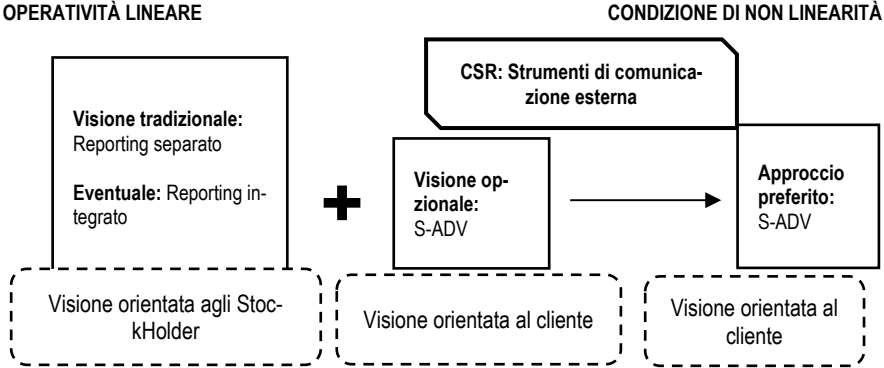 OPERATIVITÀ LINEARE
CONDIZIONE DI NON LINEARITÀ
CSR: Strumenti di comunica-
zione esterna
Visione tradizionale:
Reporting separato
Eventuale: Reporting in-
tegrato
Visione op-
zionale:
S-ADV
Approccio
preferito:
S-ADV
Visione orientata agli Stoc-
kHolder
Visione orientata al cliente
Visione orientata al
cliente